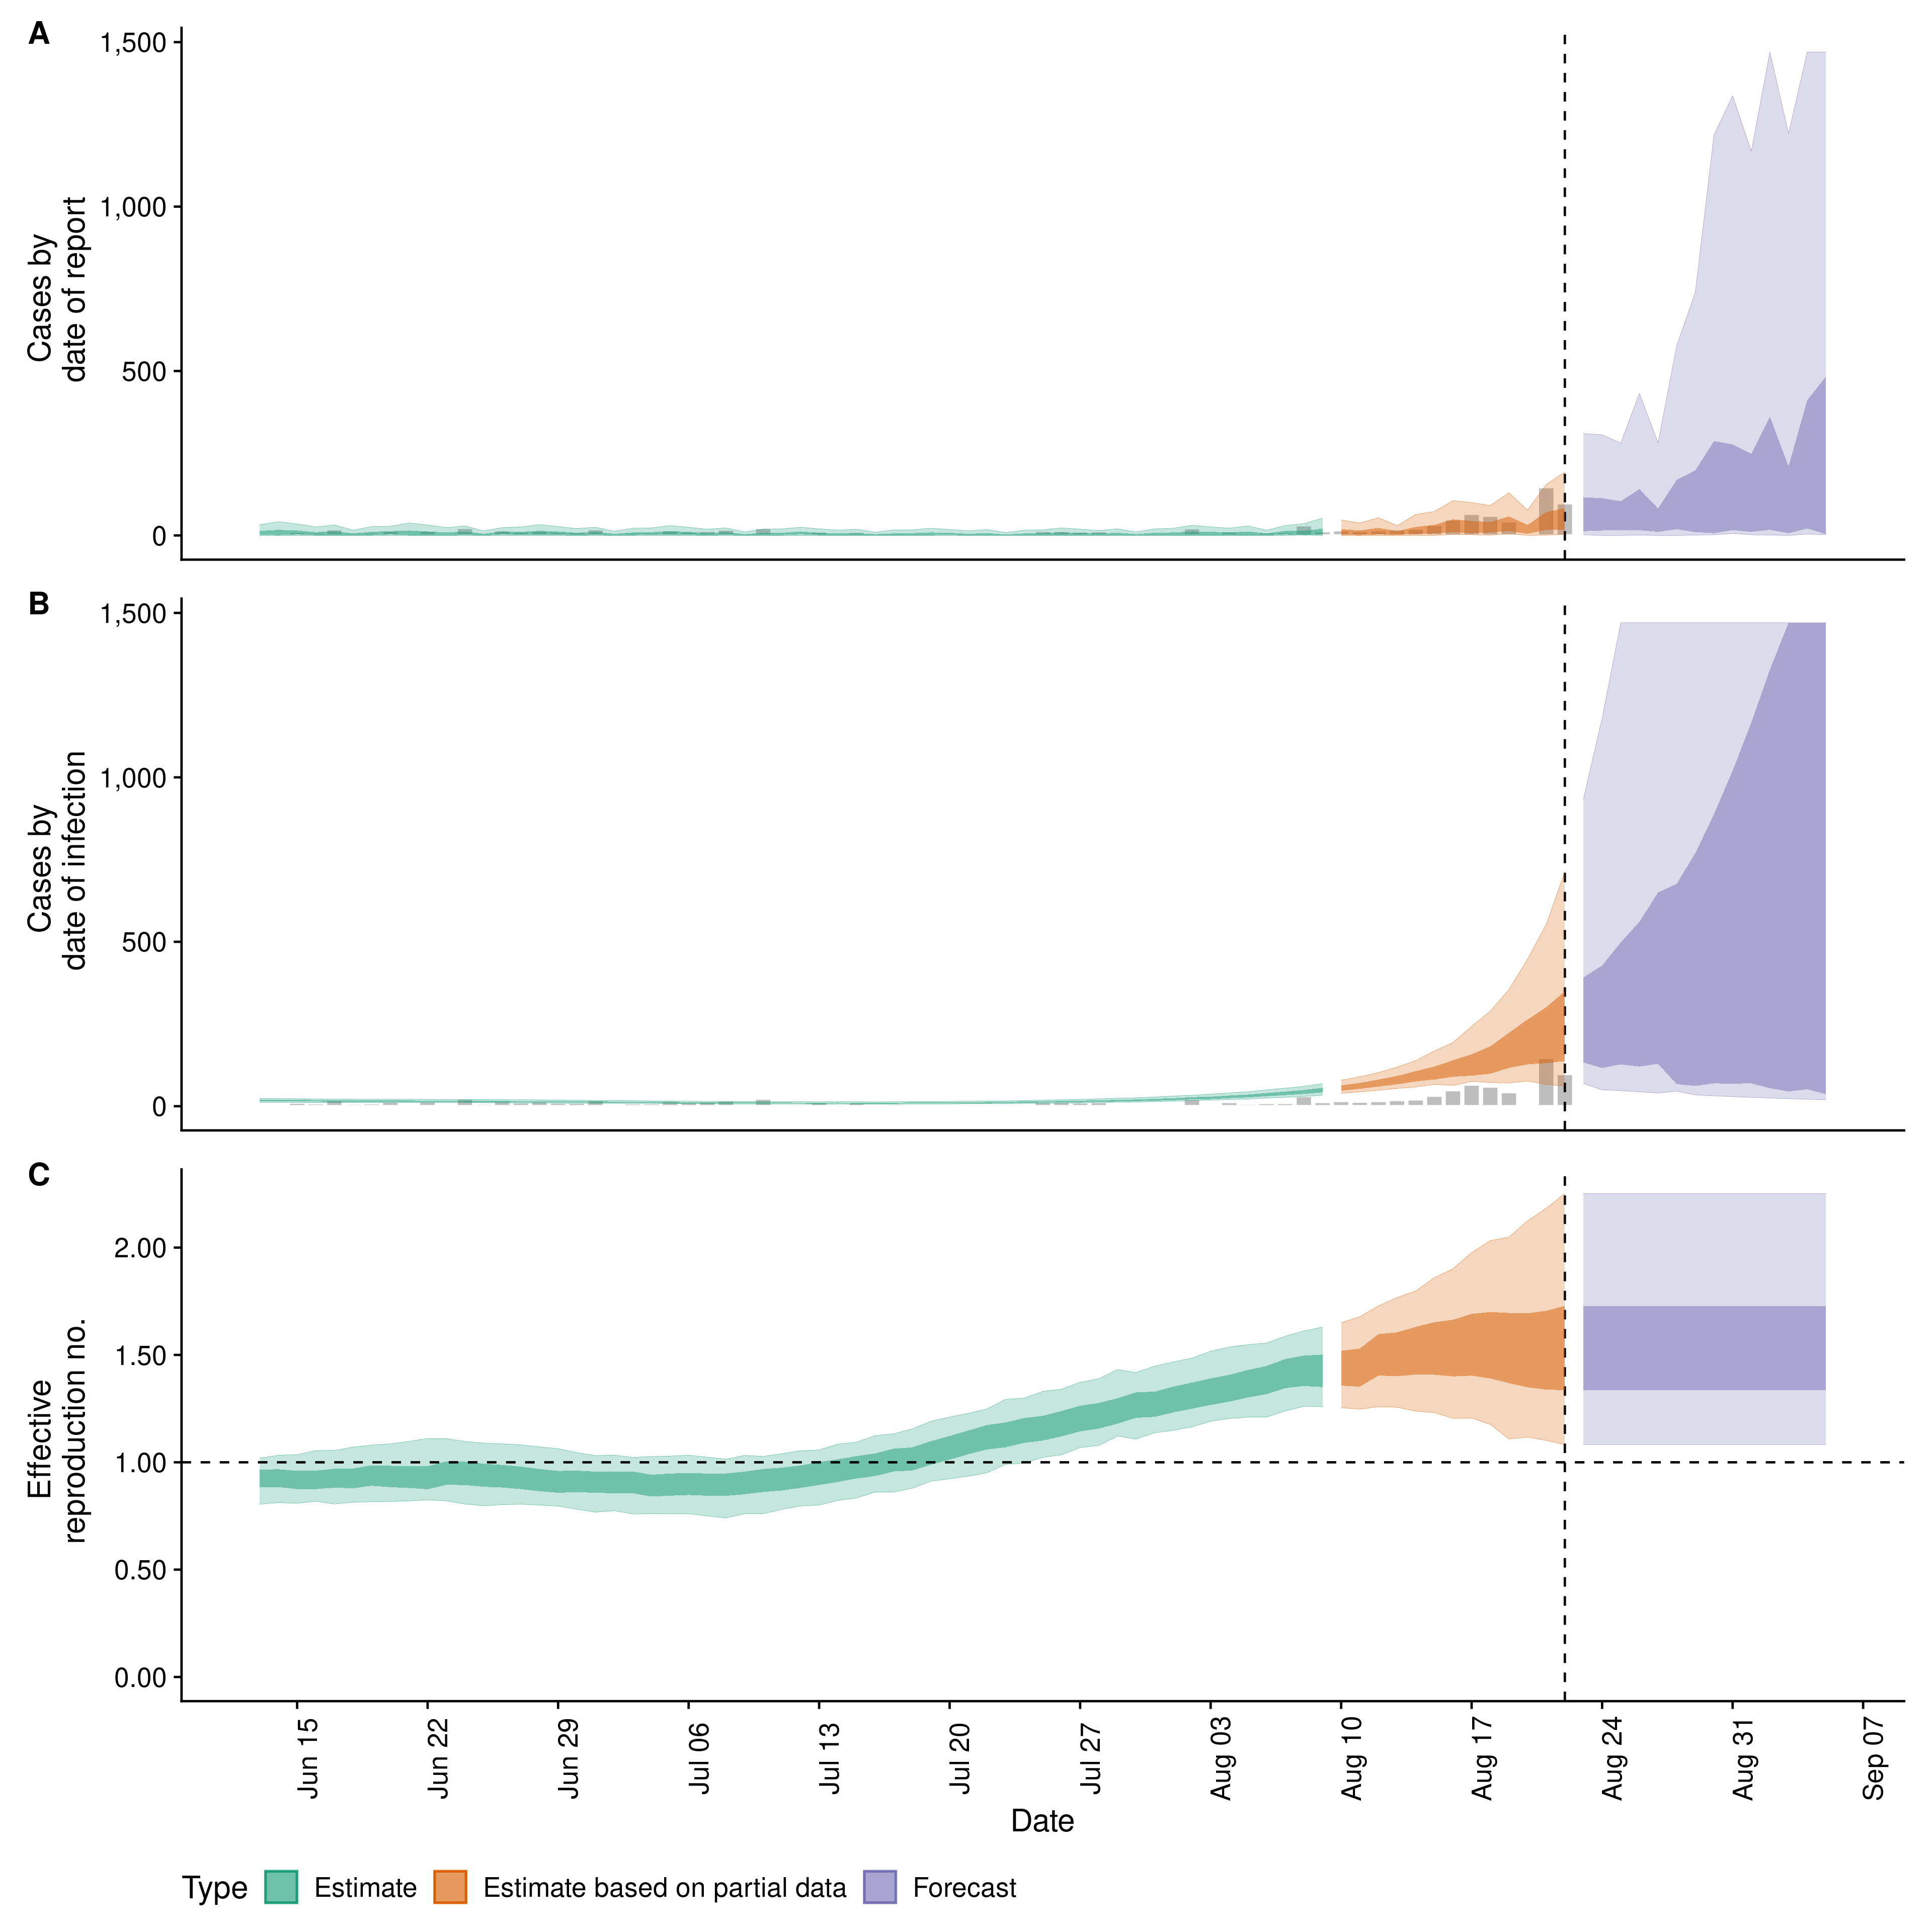 A
Cases by
date of report
1,500
1,000
500
0
B
Cases by
date of infection
1,500
1,000
500
0
C
Effective
reproduction no.
2.00
1.50
1.00
0.50
0.00
Jun 15
Jun 22
Jun 29
Jul 06
Jul 13
Jul 20
Jul 27
Aug 03
Aug 10
Aug 17
Aug 24
Aug 31
Sep 07
Date
Type Estimate Estimate based on partial data Forecast